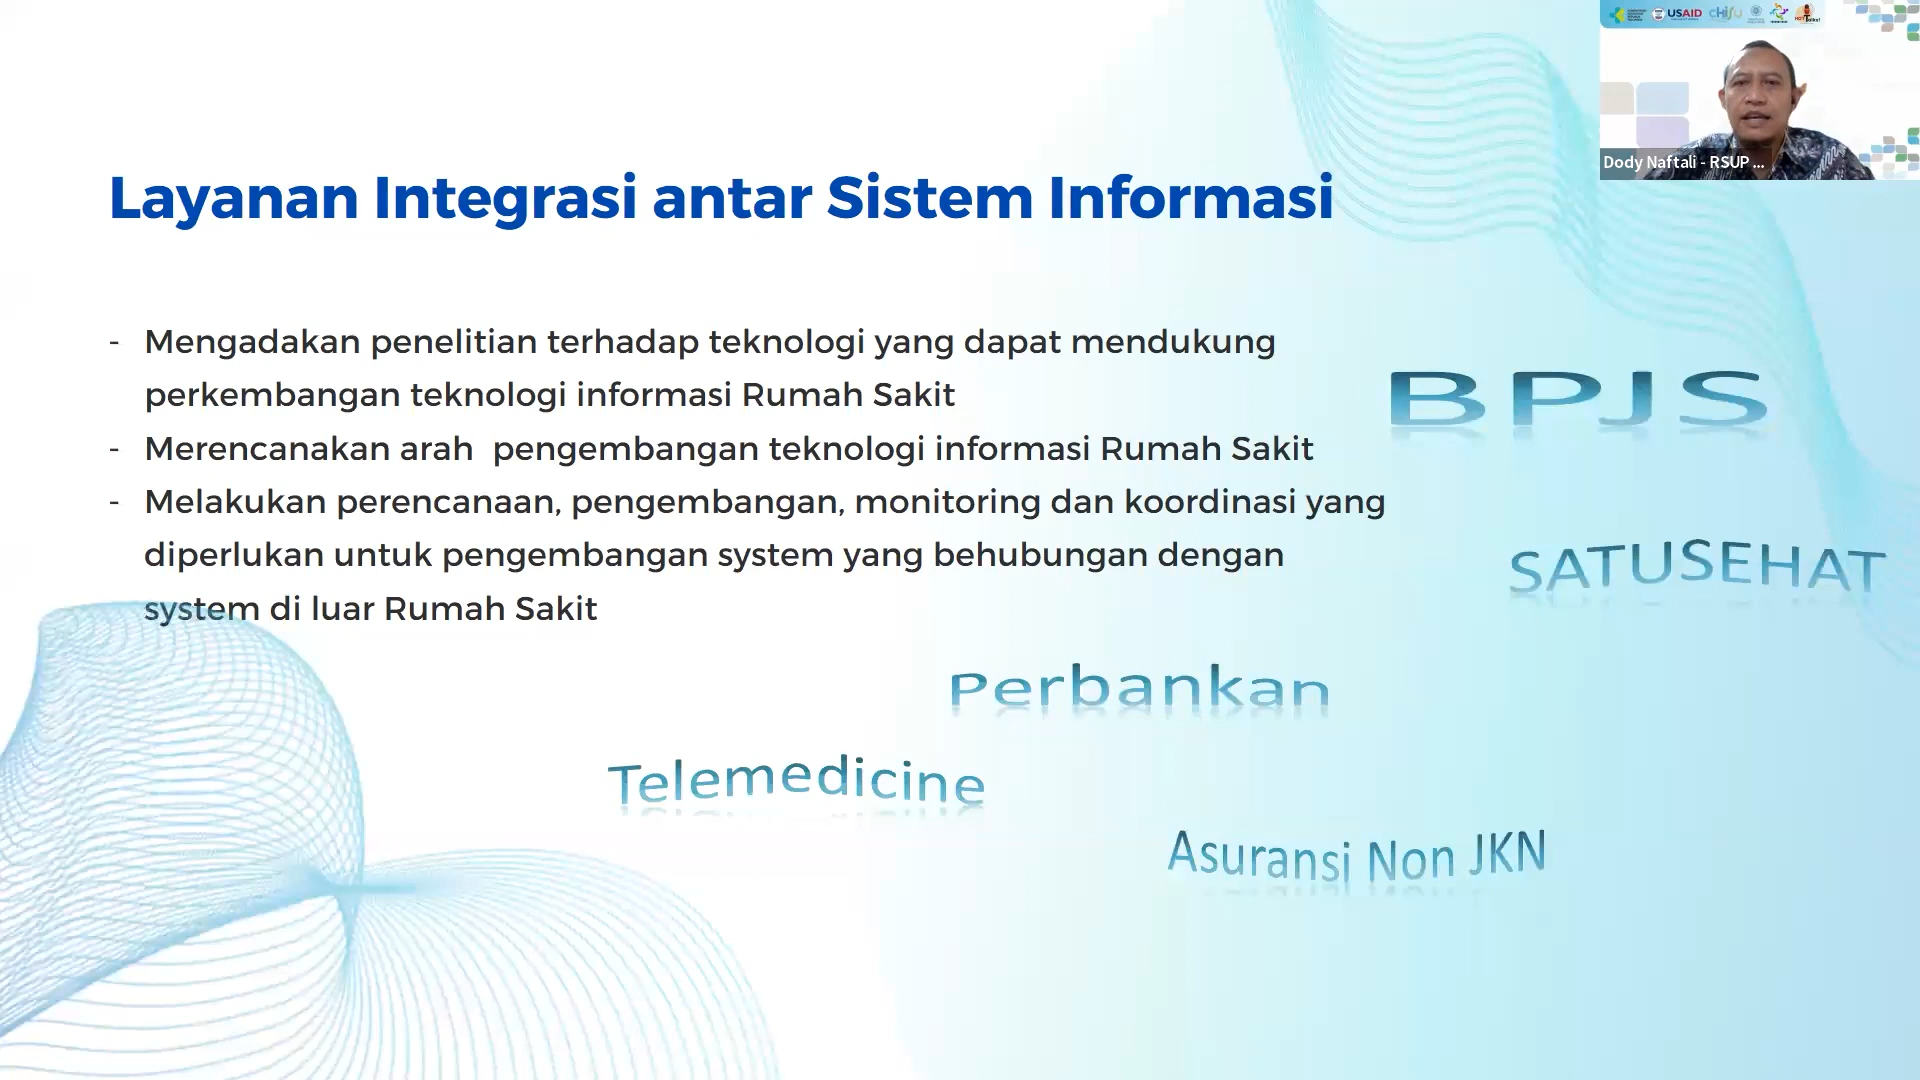 USAID
CHISU
Dody Naftali - RSUP ...
Layanan Integrasi antar Sistem Informasi
- Mengadakan penelitian terhadap teknologi yang dapat mendukung
perkembangan teknologi informasi Rumah Sakit
- Merencanakan arah  pengembangan teknologi informasi Rumah Sakit
- Melakukan perencanaan, pengembangan, monitoring dan koordinasi yang
diperlukan untuk pengembangan system yang behubungan dengan
system di luar Rumah Sakit
BPJS
SATUSEHAT
Perbankan
Telemedicine
Asuransi Non JKN